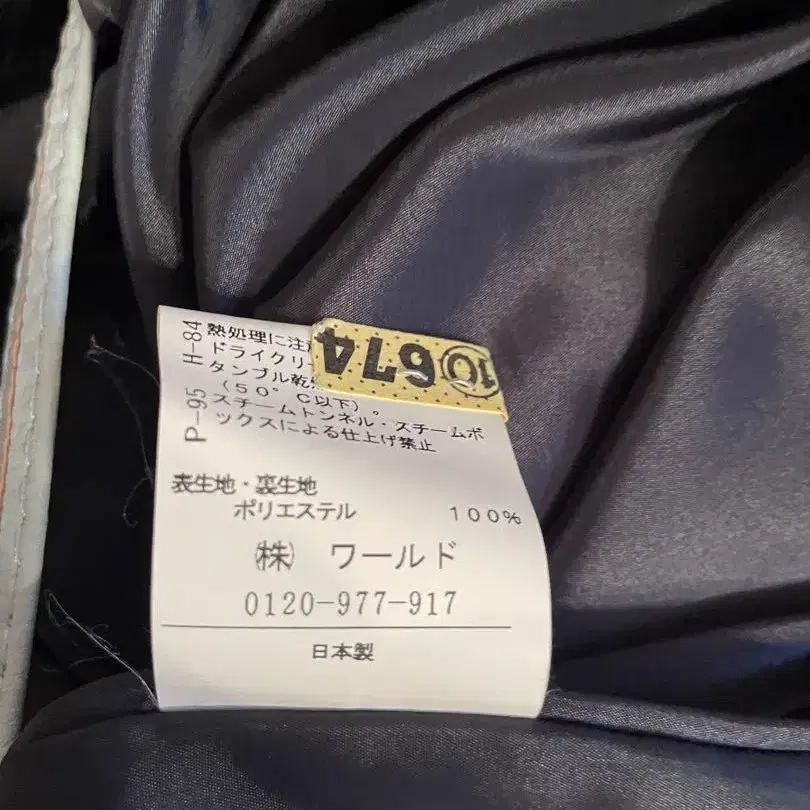 H-84
P-95
熱処理に注
ドライクリ
タンブル乾
(50°C以下)。
スチームトンネル・スチームボ
ックスによる仕上げ禁止
⑩674
表生地・裏生地
ポリエステル 100%
㈱ ワールド
0120-977-917
日本製